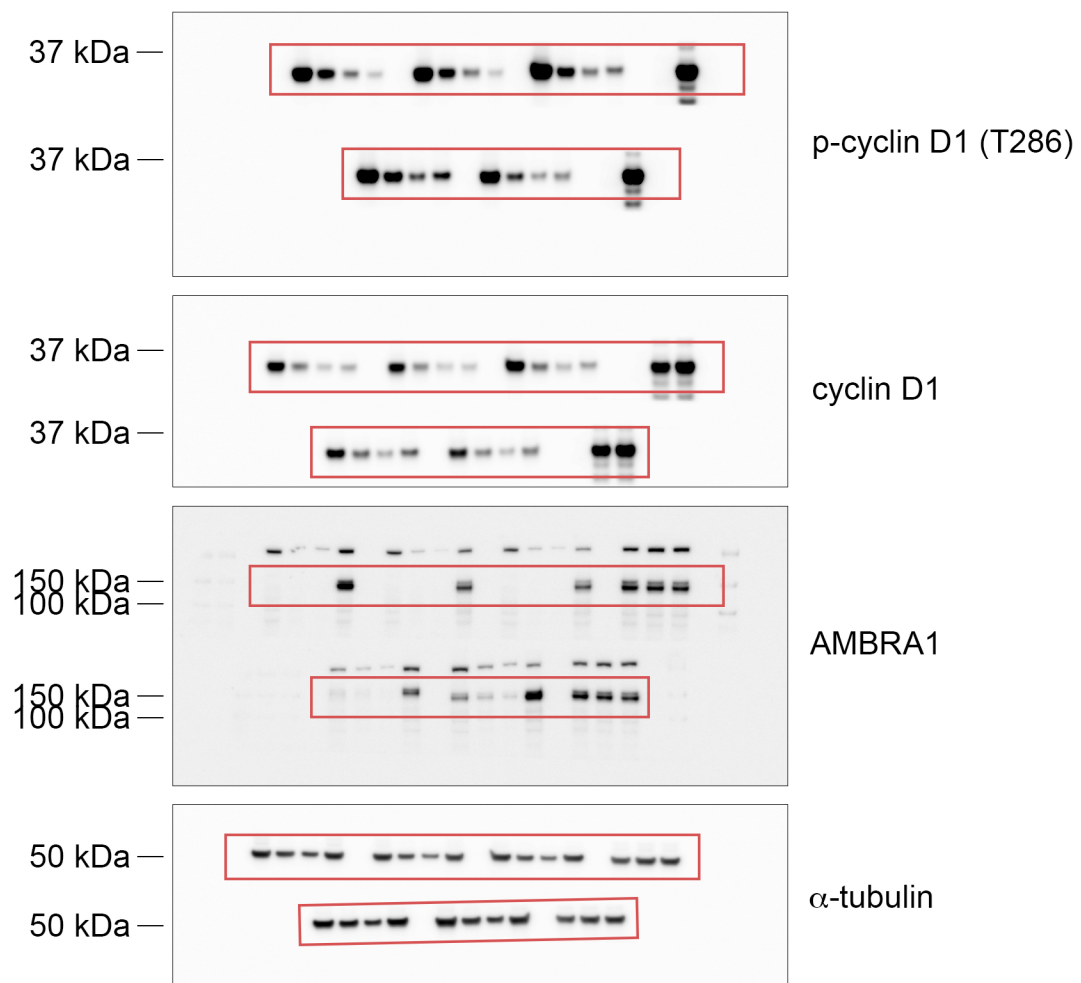 37 kDa
37 kDa
p-cyclin D1 (T286)
37 kDa
37 kDa
cyclin D1
150 kDa
100 kDa
150 kDa
100 kDa
AMBRA1
50 kDa
50 kDa
α-tubulin